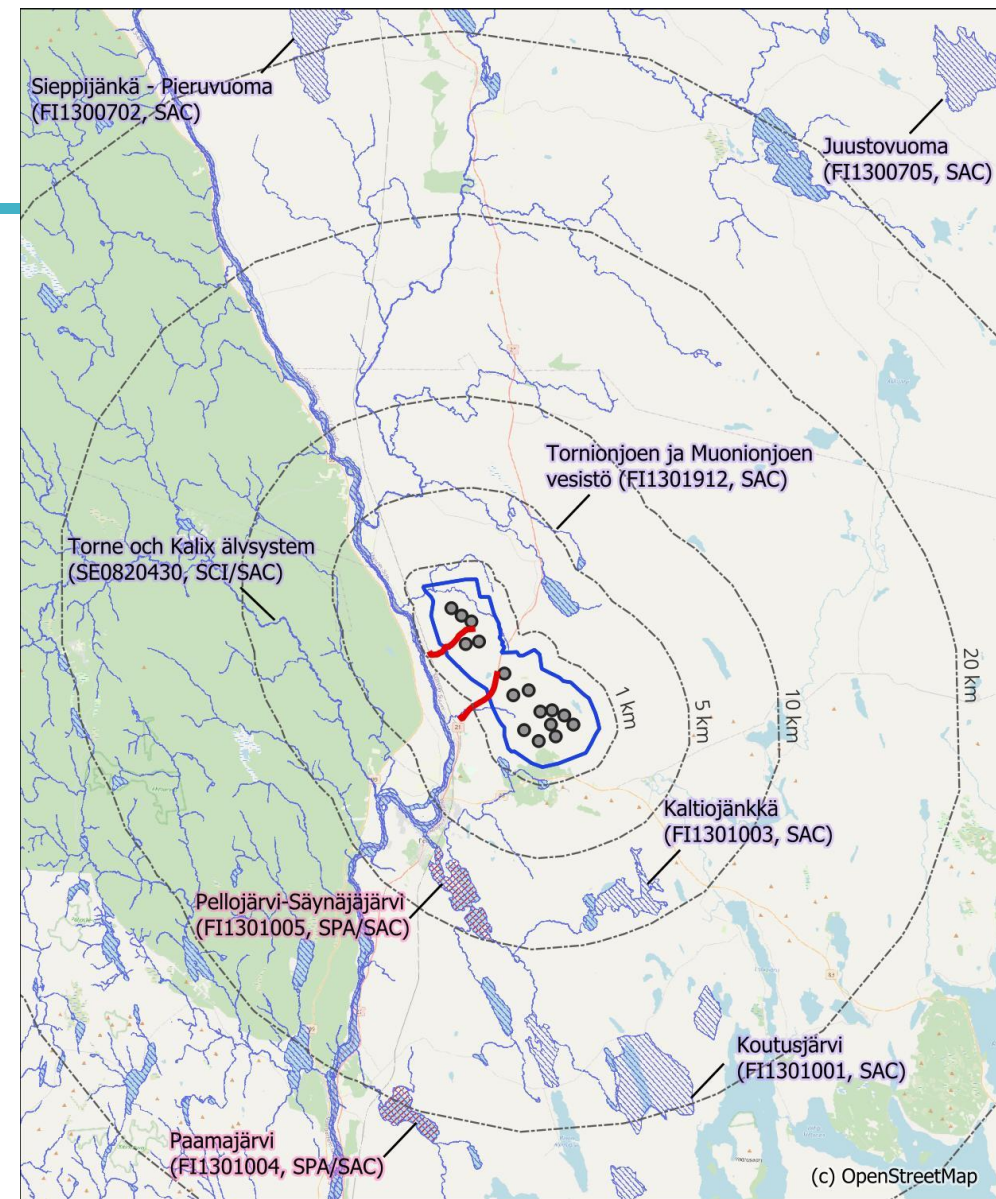 Sieppijänkä - Pieruvuoma
(FI1300702, SAC)
Juustovuoma
(FI1300705, SAC)
Tornionjoen ja Muonionjoen
vesistö (FI1301912, SAC)
Torne och Kalix älvsystem
(SE0820430, SCI/SAC)
1 km
5 km
10 km
20 km
21
Kaltiojänkkä
(FI1301003, SAC)
Pellojärvi-Säynäjäjärvi
(FI1301005, SPA/SAC)
Koutusjärvi
(FI1301001, SAC)
Paamajärvi
(FI1301004, SPA/SAC)
(c) OpenStreetMap